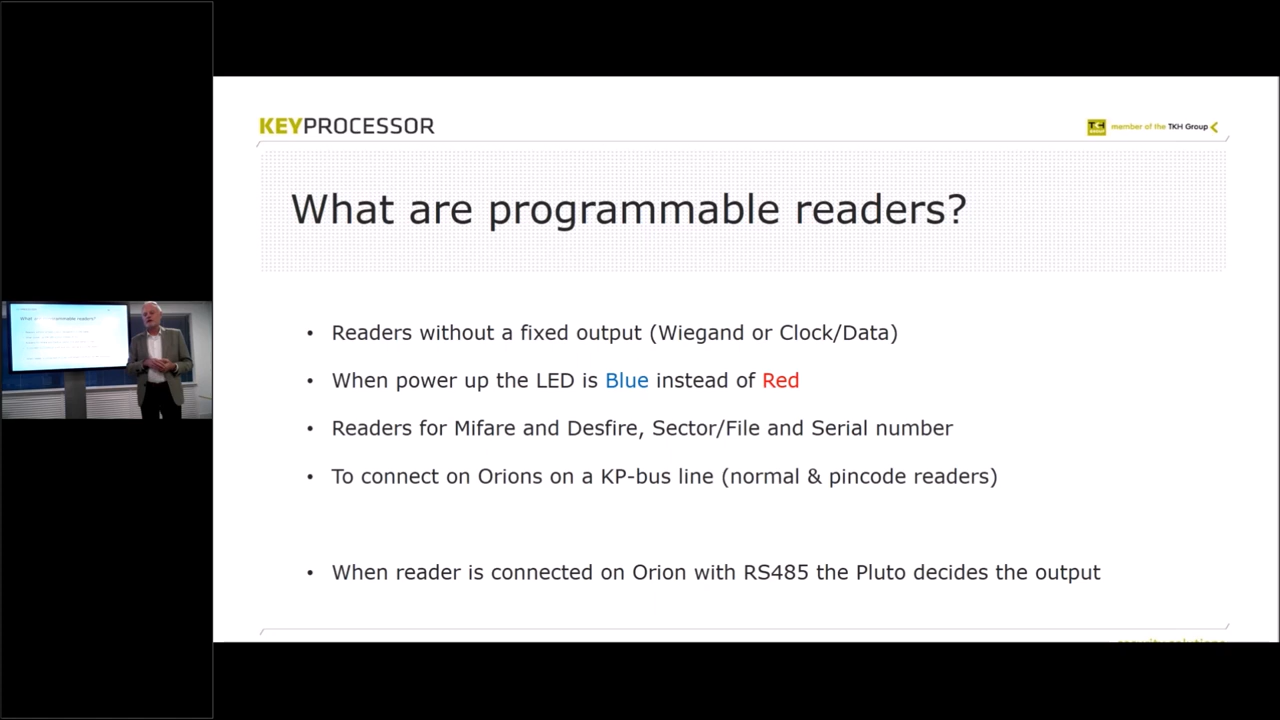 KEYPROCESSOR
member of the TKH Group
What are programmable readers?
• Readers without a fixed output (Wiegand or Clock/Data)
• When power up the LED is Blue instead of Red
• Readers for Mifare and Desfire, Sector/File and Serial number
• To connect on Orions on a KP-bus line (normal & pincode readers)
• When reader is connected on Orion with RS485 the Pluto decides the output